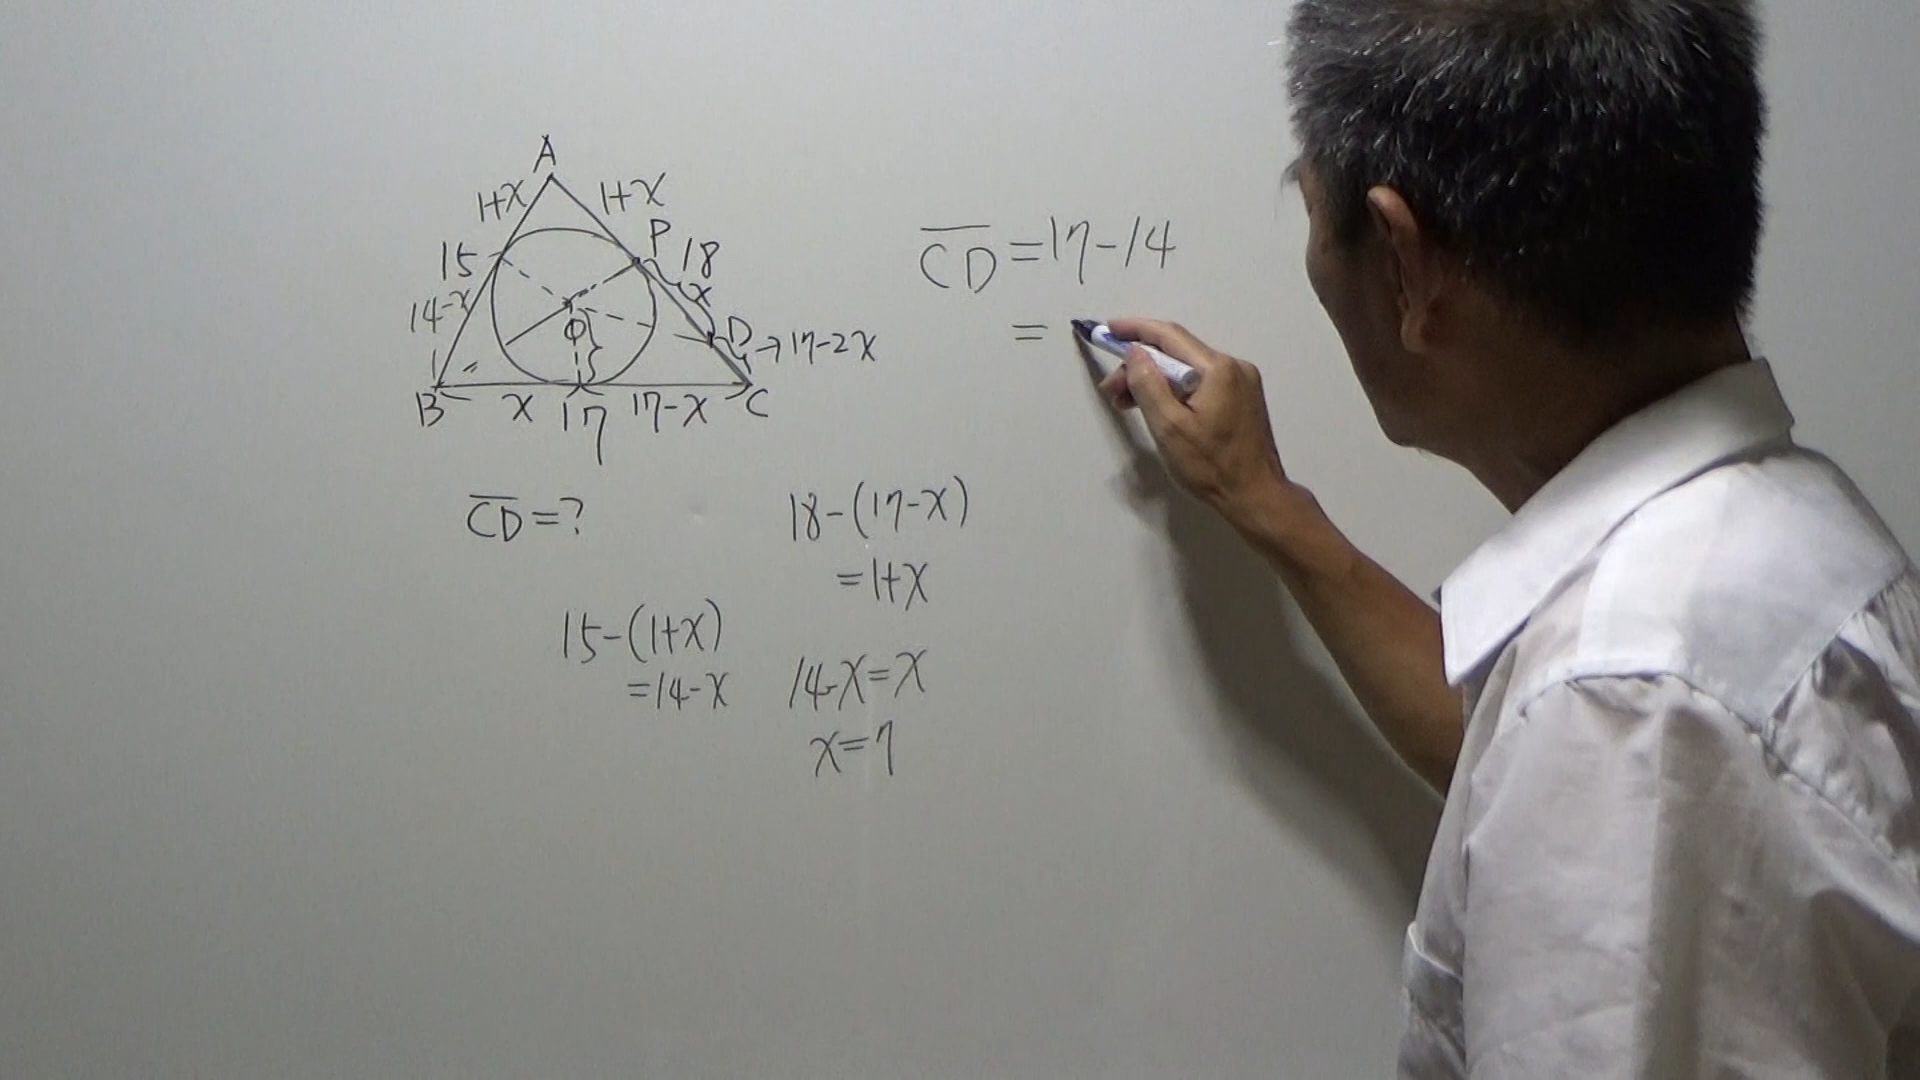 A
1+x 1+x
P
15 18
14-x x
O D →17-2x
B x 17 17-x C
CD=?
18-(17-x)
=1+x
15-(1+x)
=14-x
14-x=x
x=7
CD=17-14
=